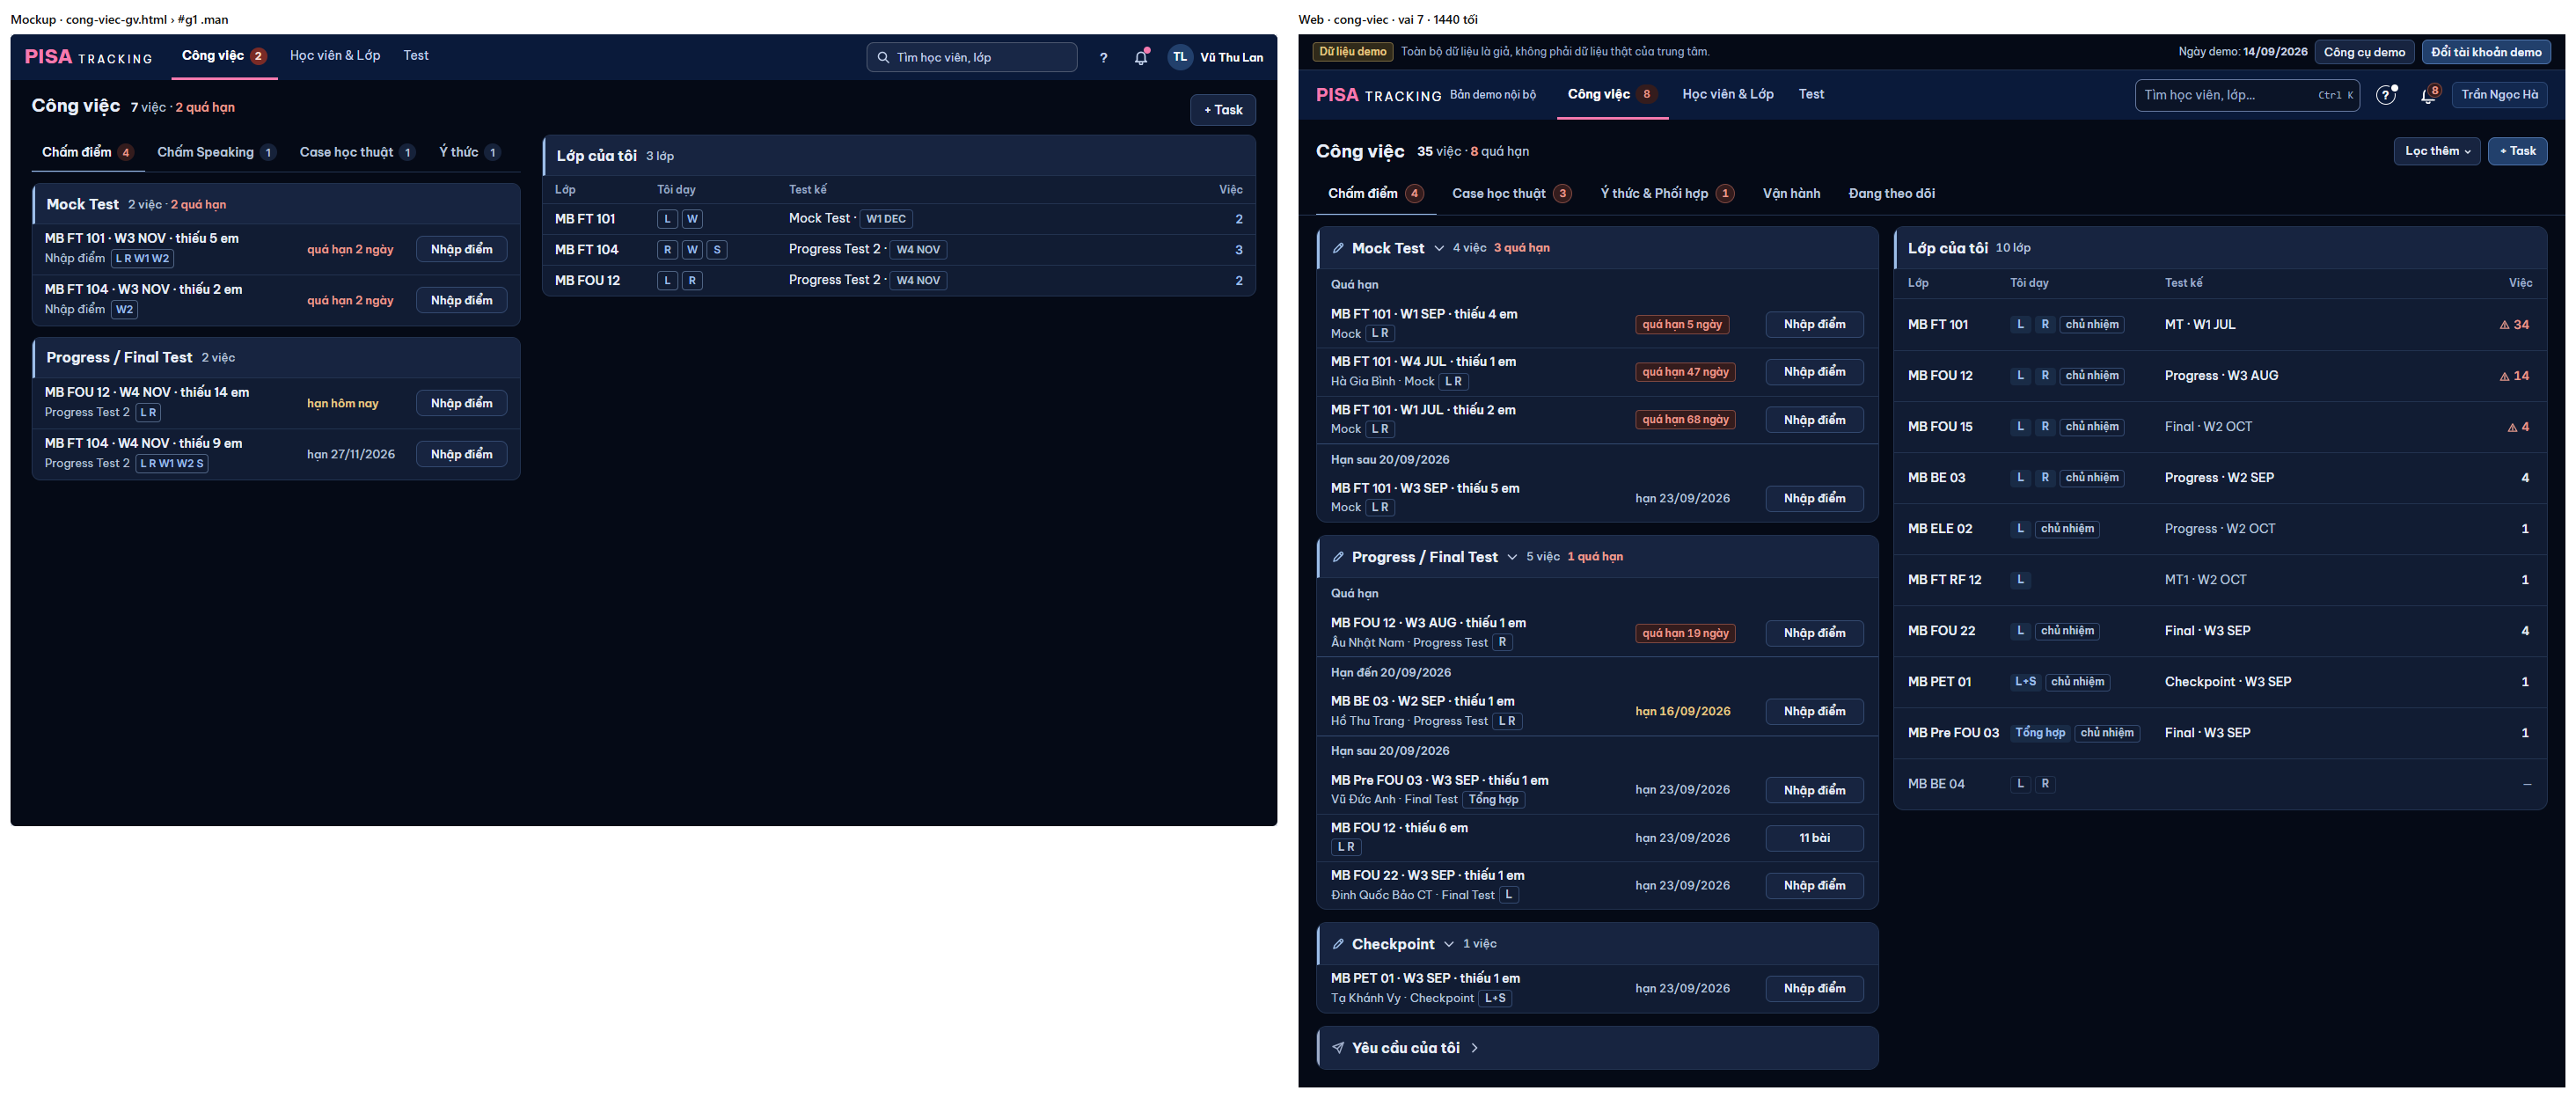 Mockup · cong-viec-gv.html › #g1 .man
PISA TRACKING Công việc 2 Học viên & Lớp Test Tìm học viên, lớp ? TL Vũ Thu Lan
Công việc 7 việc · 2 quá hạn + Task
Chấm điểm 4 Chấm Speaking 1 Case học thuật 1 Ý thức 1
Mock Test 2 việc · 2 quá hạn
MB FT 101 · W3 NOV · thiếu 5 em
Nhập điểm L R W1 W2
quá hạn 2 ngày Nhập điểm
MB FT 104 · W3 NOV · thiếu 2 em
Nhập điểm W2
quá hạn 2 ngày Nhập điểm
Progress / Final Test 2 việc
MB FOU 12 · W4 NOV · thiếu 14 em
Progress Test 2 L R
hạn hôm nay Nhập điểm
MB FT 104 · W4 NOV · thiếu 9 em
Progress Test 2 L R W1 W2 S
hạn 27/11/2026 Nhập điểm
Lớp của tôi 3 lớp
Lớp Tôi dạy Test kế Việc
MB FT 101 L W Mock Test · W1 DEC 2
MB FT 104 R W S Progress Test 2 · W4 NOV 3
MB FOU 12 L R Progress Test 2 · W4 NOV 2
Web · cong-viec · vai 7 · 1440 tối
Dữ liệu demo Toàn bộ dữ liệu là giả, không phải dữ liệu thật của trung tâm. Ngày demo: 14/09/2026 Công cụ demo Đổi tài khoản demo
PISA TRACKING Bản demo nội bộ Công việc 8 Học viên & Lớp Test Tìm học viên, lớp... Ctrl K ? 8 Trần Ngọc Hà
Công việc 35 việc · 8 quá hạn Lọc thêm + Task
Chấm điểm 4 Case học thuật 3 Ý thức & Phối hợp 1 Vận hành Đang theo dõi
Mock Test 4 việc 3 quá hạn
Quá hạn
MB FT 101 · W1 SEP · thiếu 4 em
Mock L R
quá hạn 5 ngày Nhập điểm
MB FT 101 · W4 JUL · thiếu 1 em
Hà Gia Bình · Mock L R
quá hạn 47 ngày Nhập điểm
MB FT 101 · W1 JUL · thiếu 2 em
Mock L R
quá hạn 68 ngày Nhập điểm
Hạn sau 20/09/2026
MB FT 101 · W3 SEP · thiếu 5 em
Mock L R
hạn 23/09/2026 Nhập điểm
Progress / Final Test 5 việc 1 quá hạn
Quá hạn
MB FOU 12 · W3 AUG · thiếu 1 em
Âu Nhật Nam · Progress Test R
quá hạn 19 ngày Nhập điểm
Hạn đến 20/09/2026
MB BE 03 · W2 SEP · thiếu 1 em
Hồ Thu Trang · Progress Test L R
hạn 16/09/2026 Nhập điểm
Hạn sau 20/09/2026
MB Pre FOU 03 · W3 SEP · thiếu 1 em
Vũ Đức Anh · Final Test Tổng hợp
hạn 23/09/2026 Nhập điểm
MB FOU 12 · thiếu 6 em
L R
hạn 23/09/2026 11 bài
MB FOU 22 · W3 SEP · thiếu 1 em
Đinh Quốc Bảo CT · Final Test L
hạn 23/09/2026 Nhập điểm
Checkpoint 1 việc
MB PET 01 · W3 SEP · thiếu 1 em
Tạ Khánh Vy · Checkpoint L+S
hạn 23/09/2026 Nhập điểm
Yêu cầu của tôi
Lớp của tôi 10 lớp
Lớp Tôi dạy Test kế Việc
MB FT 101 L R chủ nhiệm MT · W1 JUL 34
MB FOU 12 L R chủ nhiệm Progress · W3 AUG 14
MB FOU 15 L R chủ nhiệm Final · W2 OCT 4
MB BE 03 L R chủ nhiệm Progress · W2 SEP 4
MB ELE 02 L chủ nhiệm Progress · W2 OCT 1
MB FT RF 12 L MT1 · W2 OCT 1
MB FOU 22 L chủ nhiệm Final · W3 SEP 4
MB PET 01 L+S chủ nhiệm Checkpoint · W3 SEP 1
MB Pre FOU 03 Tổng hợp chủ nhiệm Final · W3 SEP 1
MB BE 04 L R –